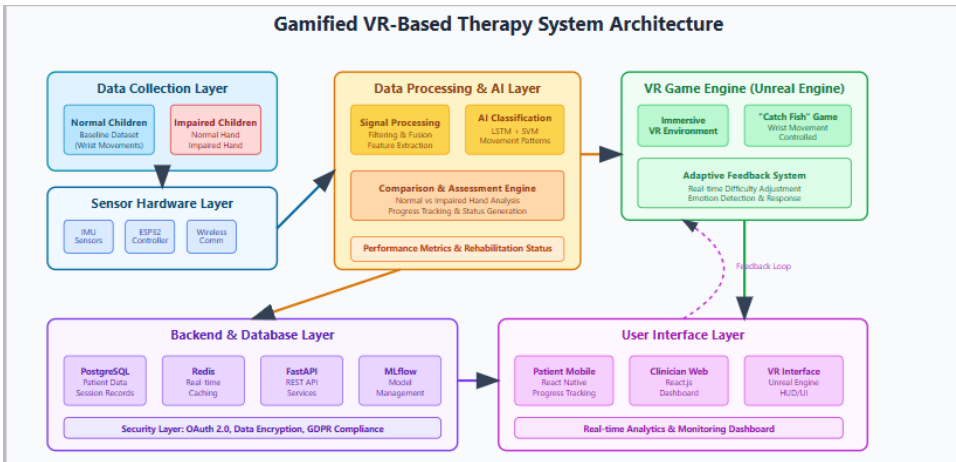 Gamified VR-Based Therapy System Architecture
Data Collection Layer
Normal Children
Baseline Dataset
(Wrist Movements)
Impaired Children
Normal Hand
Impaired Hand
Sensor Hardware Layer
IMU
Sensors
ESP32
Controller
Wireless
Comm
Data Processing & AI Layer
Signal Processing
Filtering & Fusion
Feature Extraction
AI Classification
LSTM + SVM
Movement Patterns
Comparison & Assessment Engine
Normal vs Impaired Hand Analysis
Progress Tracking & Status Generation
Performance Metrics & Rehabilitation Status
VR Game Engine (Unreal Engine)
Immersive
VR Environment
"Catch Fish" Game
Wrist Movement
Controlled
Adaptive Feedback System
Real-time Difficulty Adjustment
Emotion Detection & Response
Feedback Loop
Backend & Database Layer
PostgreSQL
Patient Data
Session Records
Redis
Real-time
Caching
FastAPI
REST API
Services
MLflow
Model
Management
Security Layer: OAuth 2.0, Data Encryption, GDPR Compliance
User Interface Layer
Patient Mobile
React Native
Progress Tracking
Clinician Web
React.js
Dashboard
VR Interface
Unreal Engine
HUD/UI
Real-time Analytics & Monitoring Dashboard